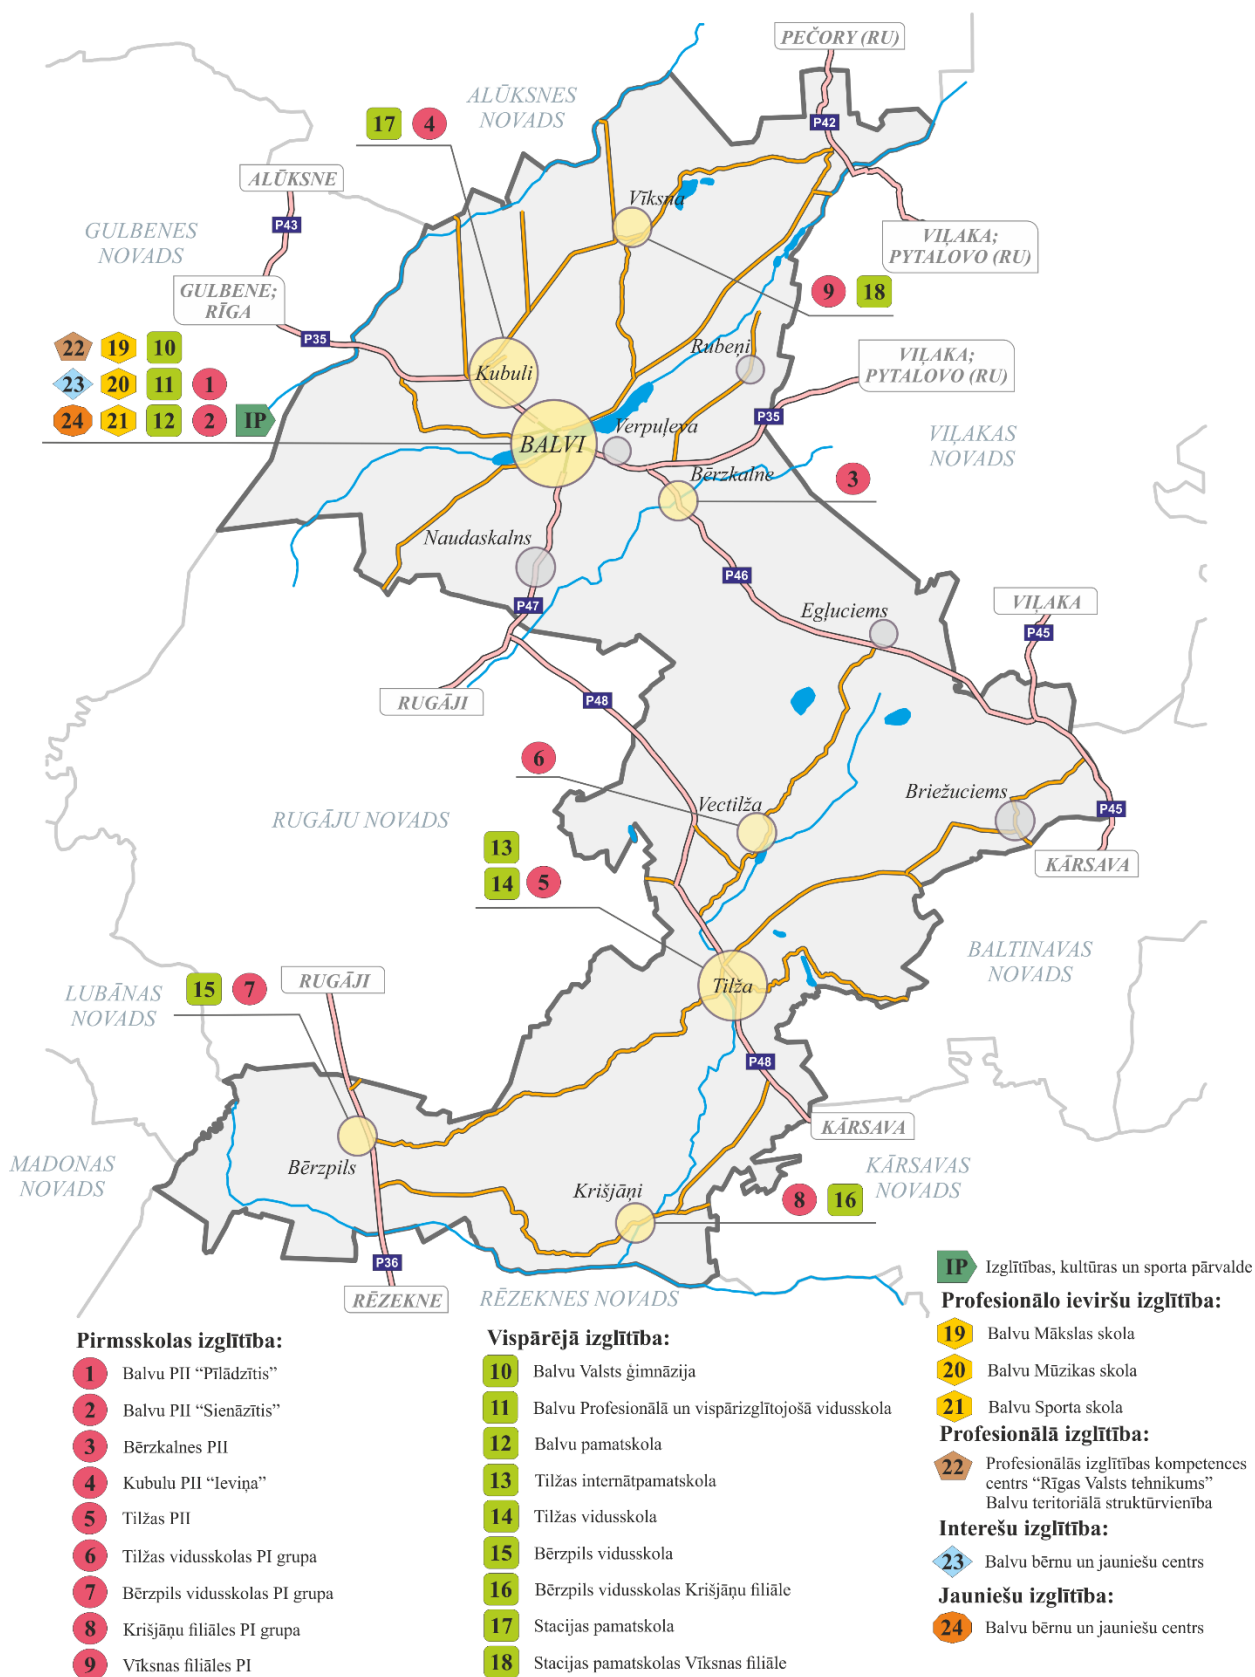 PEČORY (RU)
ALŪKSNES
NOVADS
P42
17 4
ALŪKSNE
P43
Vīksna
GULBENES
NOVADS
VIĻAKA;
PYTALOVO (RU)
GULBENE;
RĪGA
9 18
P35
22 19 10
Rubeņi
VIĻAKA;
PYTALOVO (RU)
23 20 11 1
Kubuli
P35
24 21 12 2 IP
Verpuļeva
BALVI
VIĻAKAS
NOVADS
Bērzkalne
3
Naudaskalns
P46
P47
Egļuciems
VIĻAKA
P45
RUGĀJI
P48
6
Vectilža
Briežuciems
P45
RUGĀJU NOVADS
13
KĀRSAVA
14 5
BALTINAVAS
NOVADS
RUGĀJI
Tilža
15 7
LUBĀNAS
NOVADS
P48
KĀRSAVA
MADONAS
NOVADS
Bērzpils
KĀRSAVAS
NOVADS
Krišjāņi
8 16
P36
RĒZEKNE
RĒZEKNES NOVADS
IP Izglītības, kultūras un sporta pārvalde
Pirmsskolas izglītība:
1 Balvu PII “Pīlādzītis”
2 Balvu PII “Sienāzītis”
3 Bērzkalnes PII
4 Kubulu PII “Ieviņa”
5 Tilžas PII
6 Tilžas vidusskolas PI grupa
7 Bērzpils vidusskolas PI grupa
8 Krišjāņu filiāles PI grupa
9 Vīksnas filiāles PI
Vispārējā izglītība:
10 Balvu Valsts ģimnāzija
11 Balvu Profesionālā un vispārizglītojošā vidusskola
12 Balvu pamatskola
13 Tilžas internātpamatskola
14 Tilžas vidusskola
15 Bērzpils vidusskola
16 Bērzpils vidusskolas Krišjāņu filiāle
17 Stacijas pamatskola
18 Stacijas pamatskolas Vīksnas filiāle
Profesionālo ieviršu izglītība:
19 Balvu Mākslas skola
20 Balvu Mūzikas skola
21 Balvu Sporta skola
Profesionālā izglītība:
22 Profesionālās izglītības kompetences
centrs “Rīgas Valsts tehnikums”
Balvu teritoriālā struktūrvienība
Interešu izglītība:
23 Balvu bērnu un jauniešu centrs
Jauniešu izglītība:
24 Balvu bērnu un jauniešu centrs